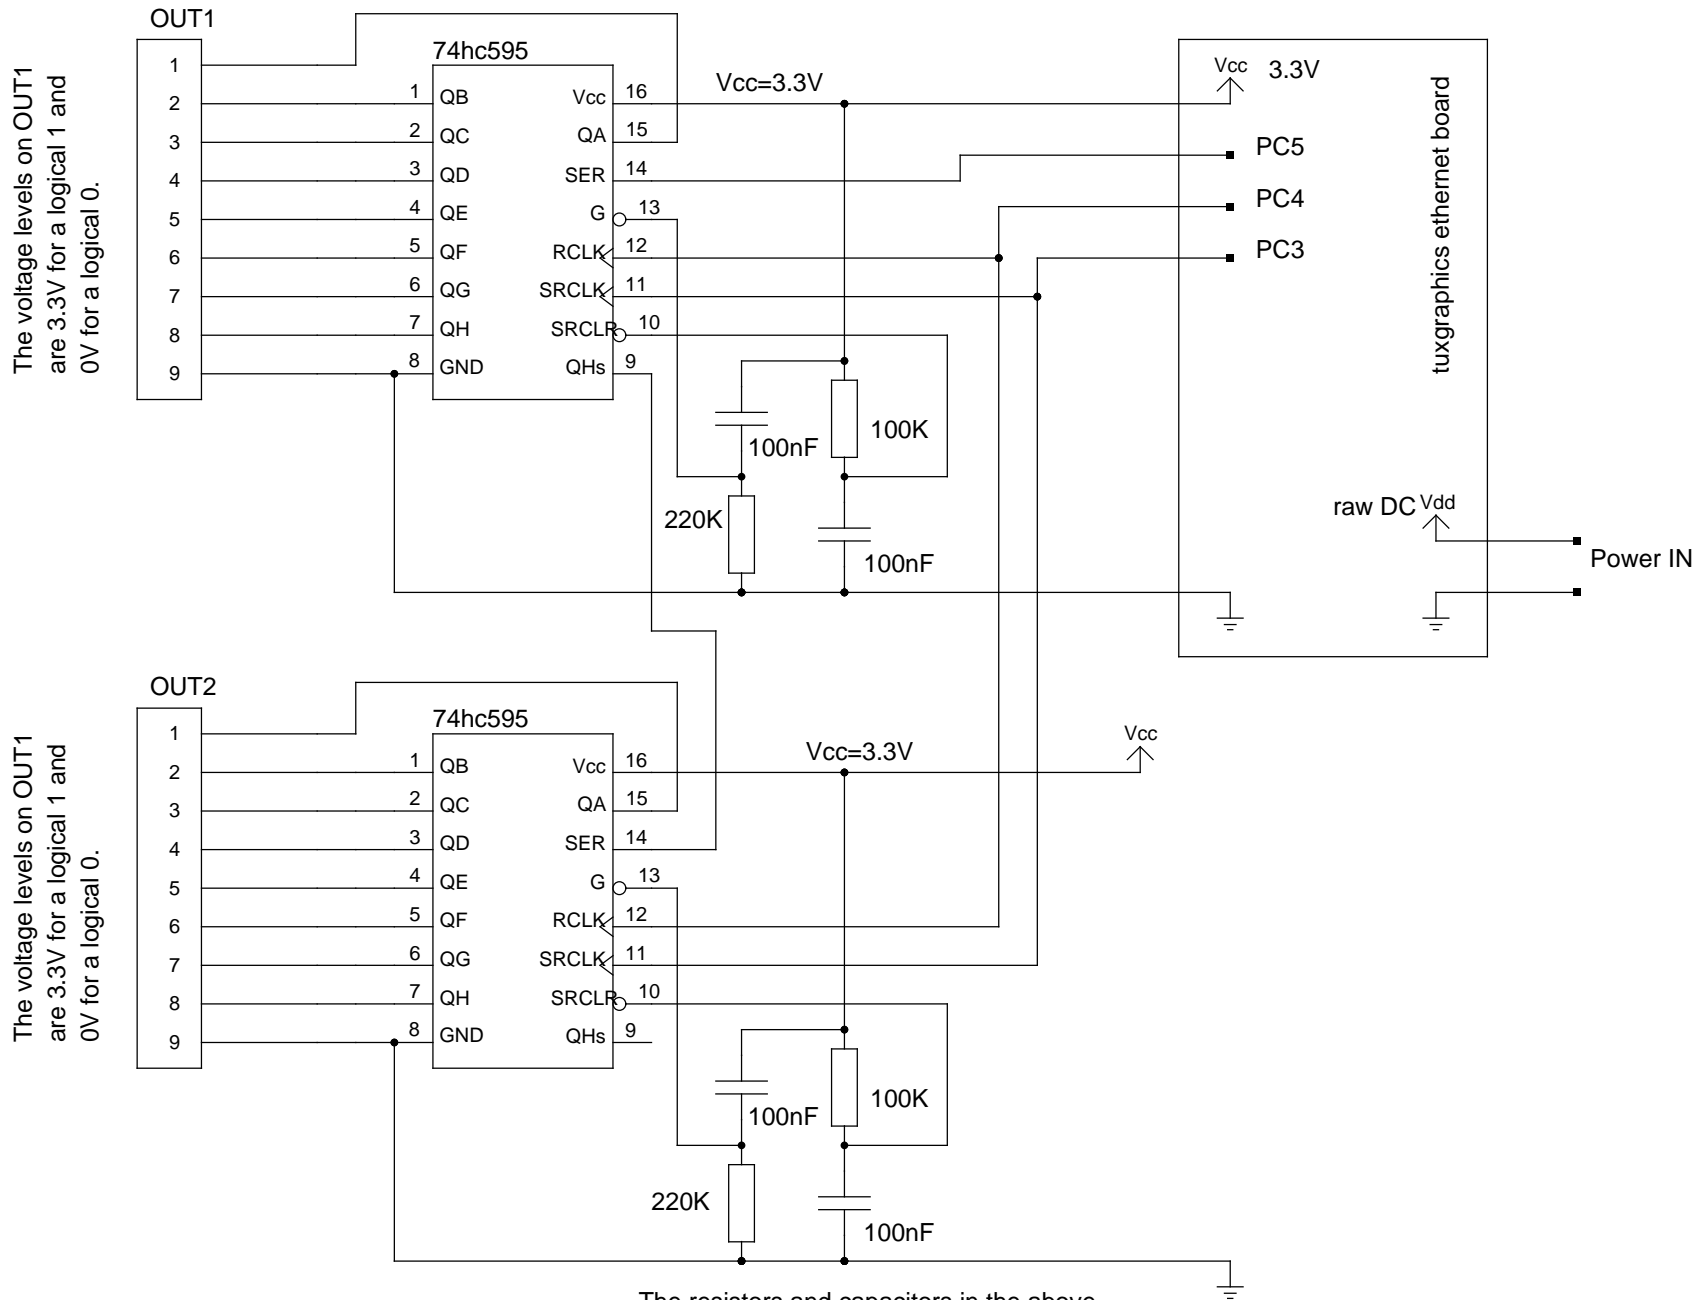 OUT1
The voltage levels on OUT1
are 3.3V for a logical 1 and
0V for a logical 0.
1
2
3
4
5
6
7
8
9
74hc595
1 QB
2 QC
3 QD
4 QE
5 QF
6 QG
7 QH
8 GND
Vcc 16
QA 15
SER 14
G 13
RCLK 12
SRCLK 11
SRCLR 10
QHs 9
Vcc=3.3V
100nF
100K
220K
100nF
Vcc 3.3V
PC5
PC4
PC3
tuxgraphics ethernet board
raw DC Vdd
Power IN
OUT2
The voltage levels on OUT1
are 3.3V for a logical 1 and
0V for a logical 0.
1
2
3
4
5
6
7
8
9
74hc595
1 QB
2 QC
3 QD
4 QE
5 QF
6 QG
7 QH
8 GND
Vcc 16
QA 15
SER 14
G 13
RCLK 12
SRCLK 11
SRCLR 10
QHs 9
Vcc=3.3V
Vcc
100nF
100K
220K
100nF
The resistors and capacitors in the above